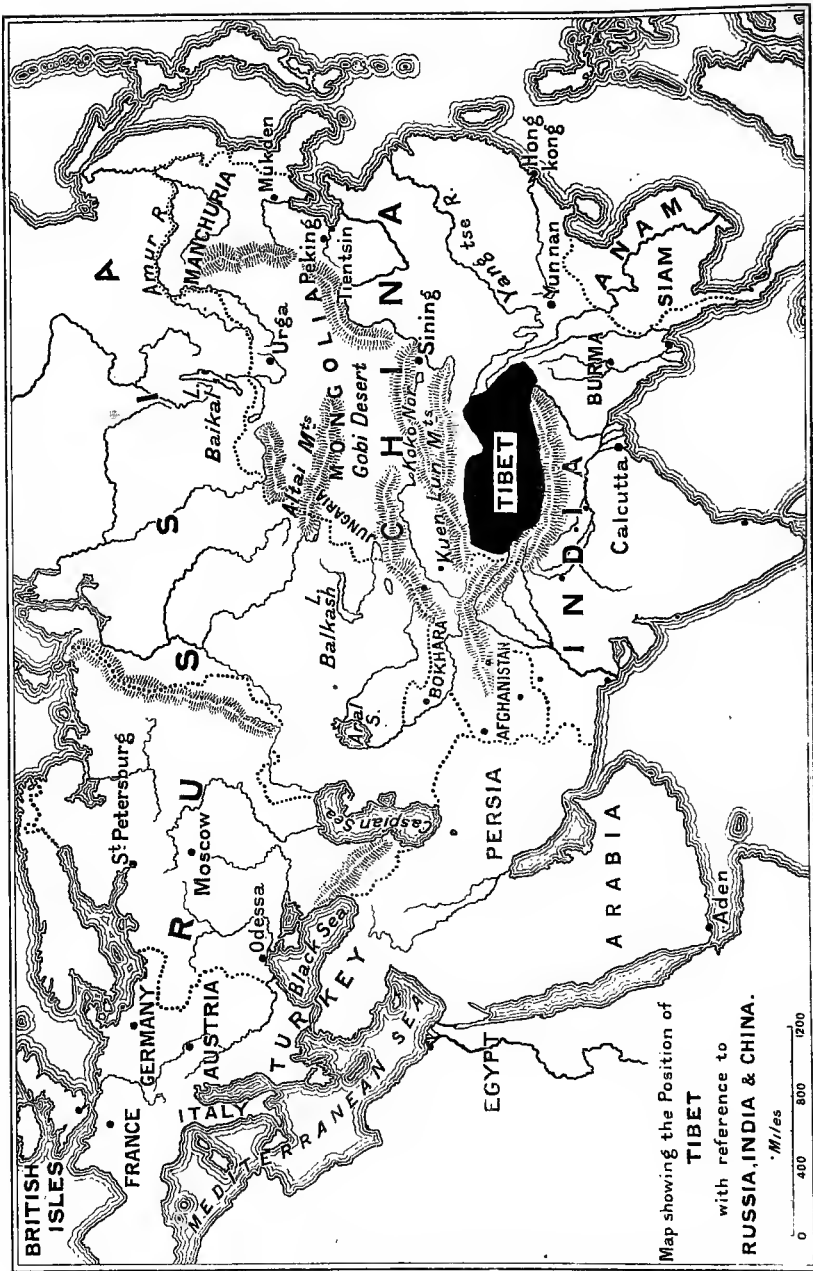 BRITISH
ISLES
FRANCE
GERMANY
AUSTRIA
ITALY
St Petersburg
Moscow
Odessa
RUSSIA
Black Sea
Caspian Sea
TURKEY
MEDITERRANEAN SEA
EGYPT
ARABIA
Aden
PERSIA
AFGHANISTAN
BOKHARA
Aral
S.
L.
Balkash
L.
Baikal
Altai Mts
JUNGARIA
MONGOLIA
Gobi Desert
Urga
Amur R.
MANCHURIA
Mukden
Peking
Tientsin
CHINA
Koko Nor
Sining
Kuen Luni Mts
TIBET
INDIA
Calcutta
BURMA
SIAM
ANAM
Yunnan
Yang tse R.
Hong
kong
Map showing the Position of
TIBET
with reference to
RUSSIA, INDIA & CHINA.
0 400 800 1200
Miles